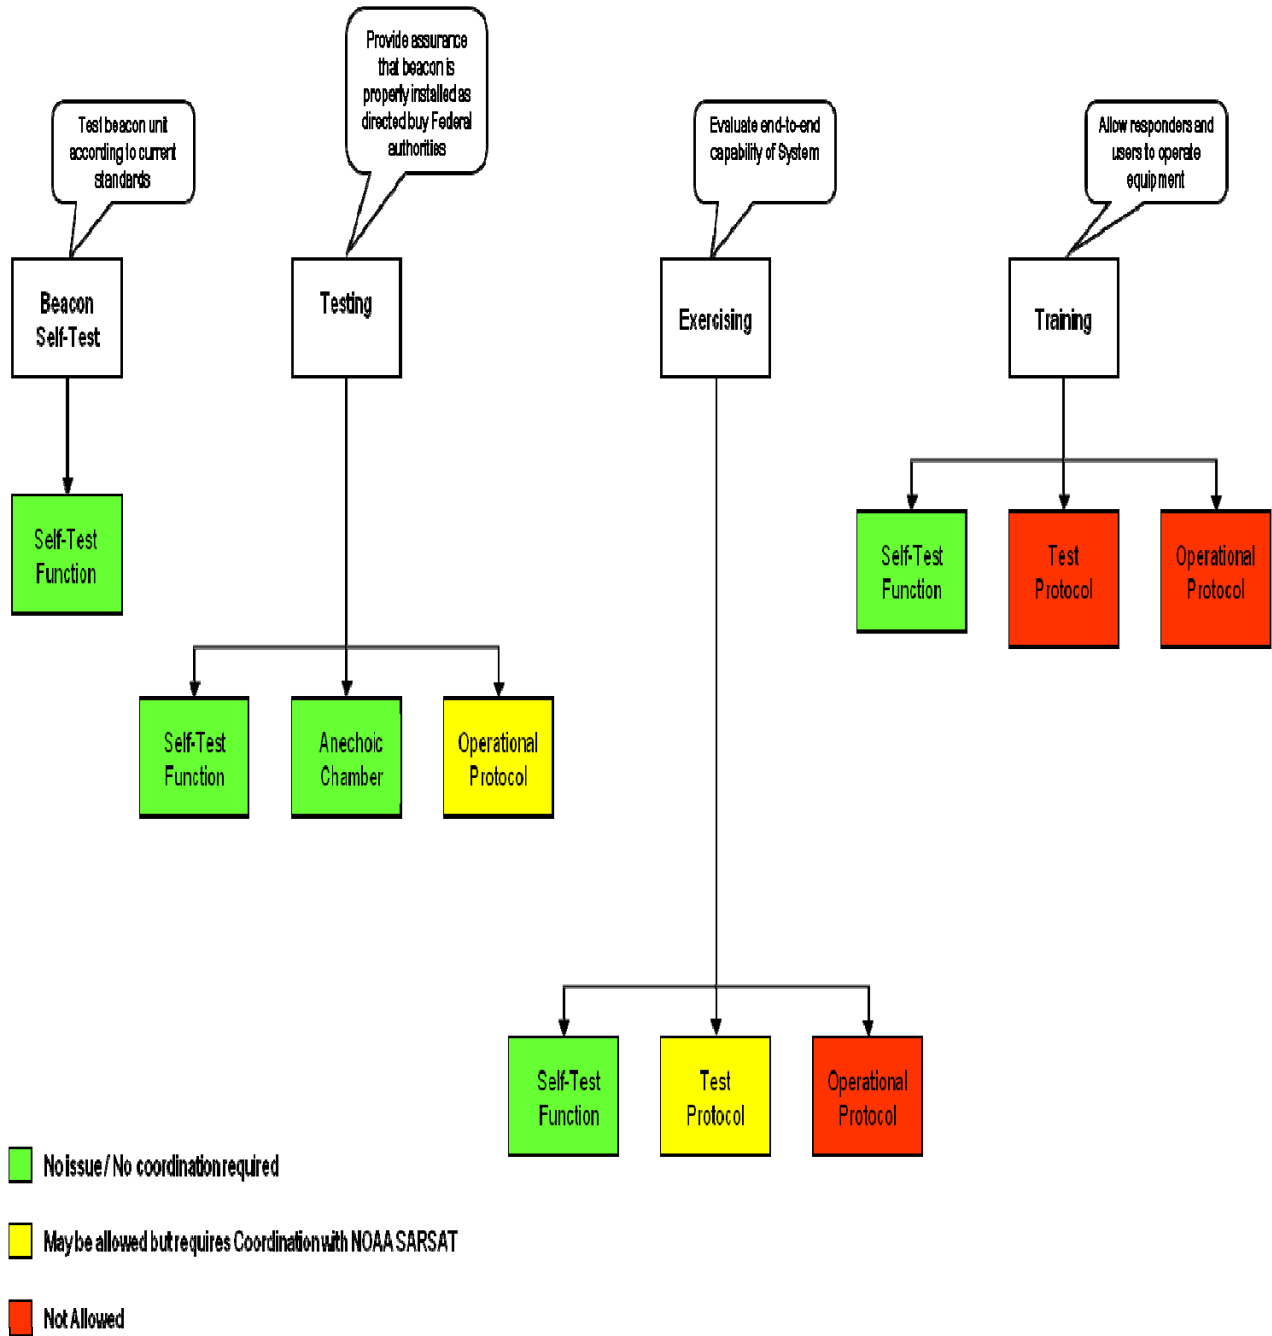 Test beacon unit
according to current
standards
Provide assurance
that beacon is
properly installed as
directed buy Federal
authorities
Evaluate end-to-end
capability of System
Allow responders and
users to operate
equipment
Beacon
Self-Test
Testing
Exercising
Training
Self-Test
Function
Self-Test
Function
Test
Protocol
Operational
Protocol
Self-Test
Function
Anechoic
Chamber
Operational
Protocol
Self-Test
Function
Test
Protocol
Operational
Protocol
No issue / No coordination required
May be allowed but requires Coordination with NOAA SARSAT
Not Allowed